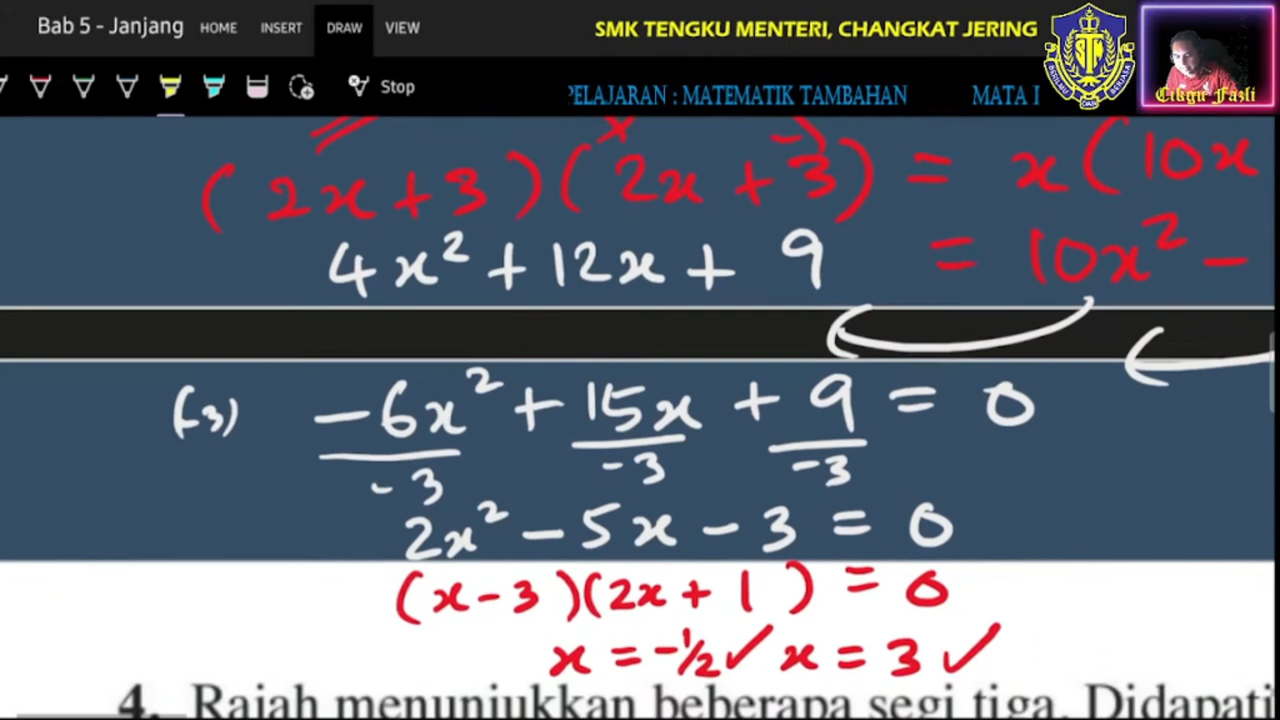 Bab 5 - Janjang HOME INSERT DRAW VIEW
SMK TENGKU MENTERI, CHANGKAT JERING
Stop
PELAJARAN : MATEMATIK TAMBAHAN MATA
Cikgu Fazli
(2x + 3)(2x + 3) = x(10x
4x² + 12x + 9 = 10x² -
(-3) -6x² + 15x + 9 = 0
-3 -3 -3
2x² - 5x - 3 = 0
(x - 3)(2x + 1) = 0
x = -1/2 ✓ x = 3 ✓
4. Rajah menunjukkan beberapa segi tiga. Didapati